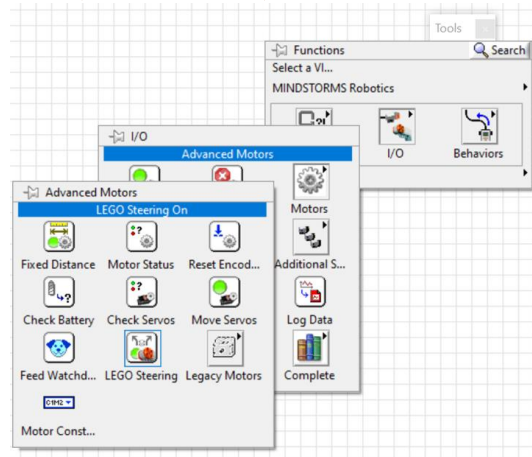 Tools
Functions
Search
Select a VI...
MINDSTORMS Robotics
I/O
Behaviors
I/O
Advanced Motors
Motors
Additional S...
Log Data
Complete
Advanced Motors
LEGO Steering On
Fixed Distance Motor Status Reset Encod...
Check Battery Check Servos Move Servos
Feed Watchd... LEGO Steering Legacy Motors
C1M2
Motor Const...